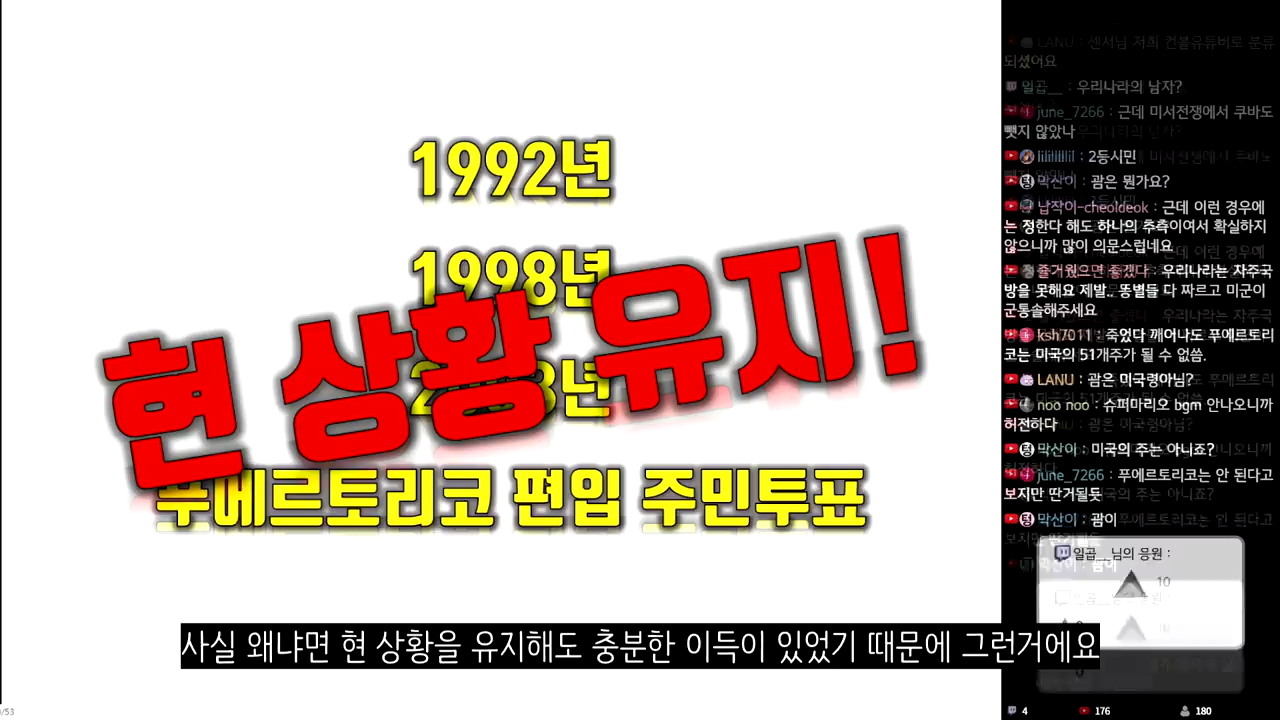 1992년
1998년
현 상황 유지!
푸에르토리코 편입 주민투표
사실 왜냐면 현 상황을 유지해도 충분한 이득이 있었기 때문에 그런거에요
/53
LANU : 센서님 저희 컨불유튜버로 분류
되셨어요
일곱__ : 우리나라의 남자?
june_7266 : 근데 미서전쟁에서 쿠바도
뺏지 않았나
: 2등시민
막산이 : 괌은 뭔가요?
납작이-cheoldeok : 근데 이런 경우에
는 정한다 해도 하나의 추측이여서 확실하지
않으니까 많이 의문스럽네요
즐거웠으면 좋겠다 : 우리나라는 자주국
방을 못해요 제발.. 똥별들 다 짜르고 미군이
군통솔해주세요
ksh7011 : 죽었다 깨어나도 푸에르토리
코는 미국의 51개주가 될 수 없씀.
LANU : 괌은 미국령아님?
noo noo : 슈퍼마리오 bgm 안나오니까
허전하다
막산이 : 미국의 주는 아니죠?
june_7266 : 푸에르토리코는 안 된다고
보지만 딴거될듯
막산이 : 괌이
일곱__님의 응원 :
10
4
176
180